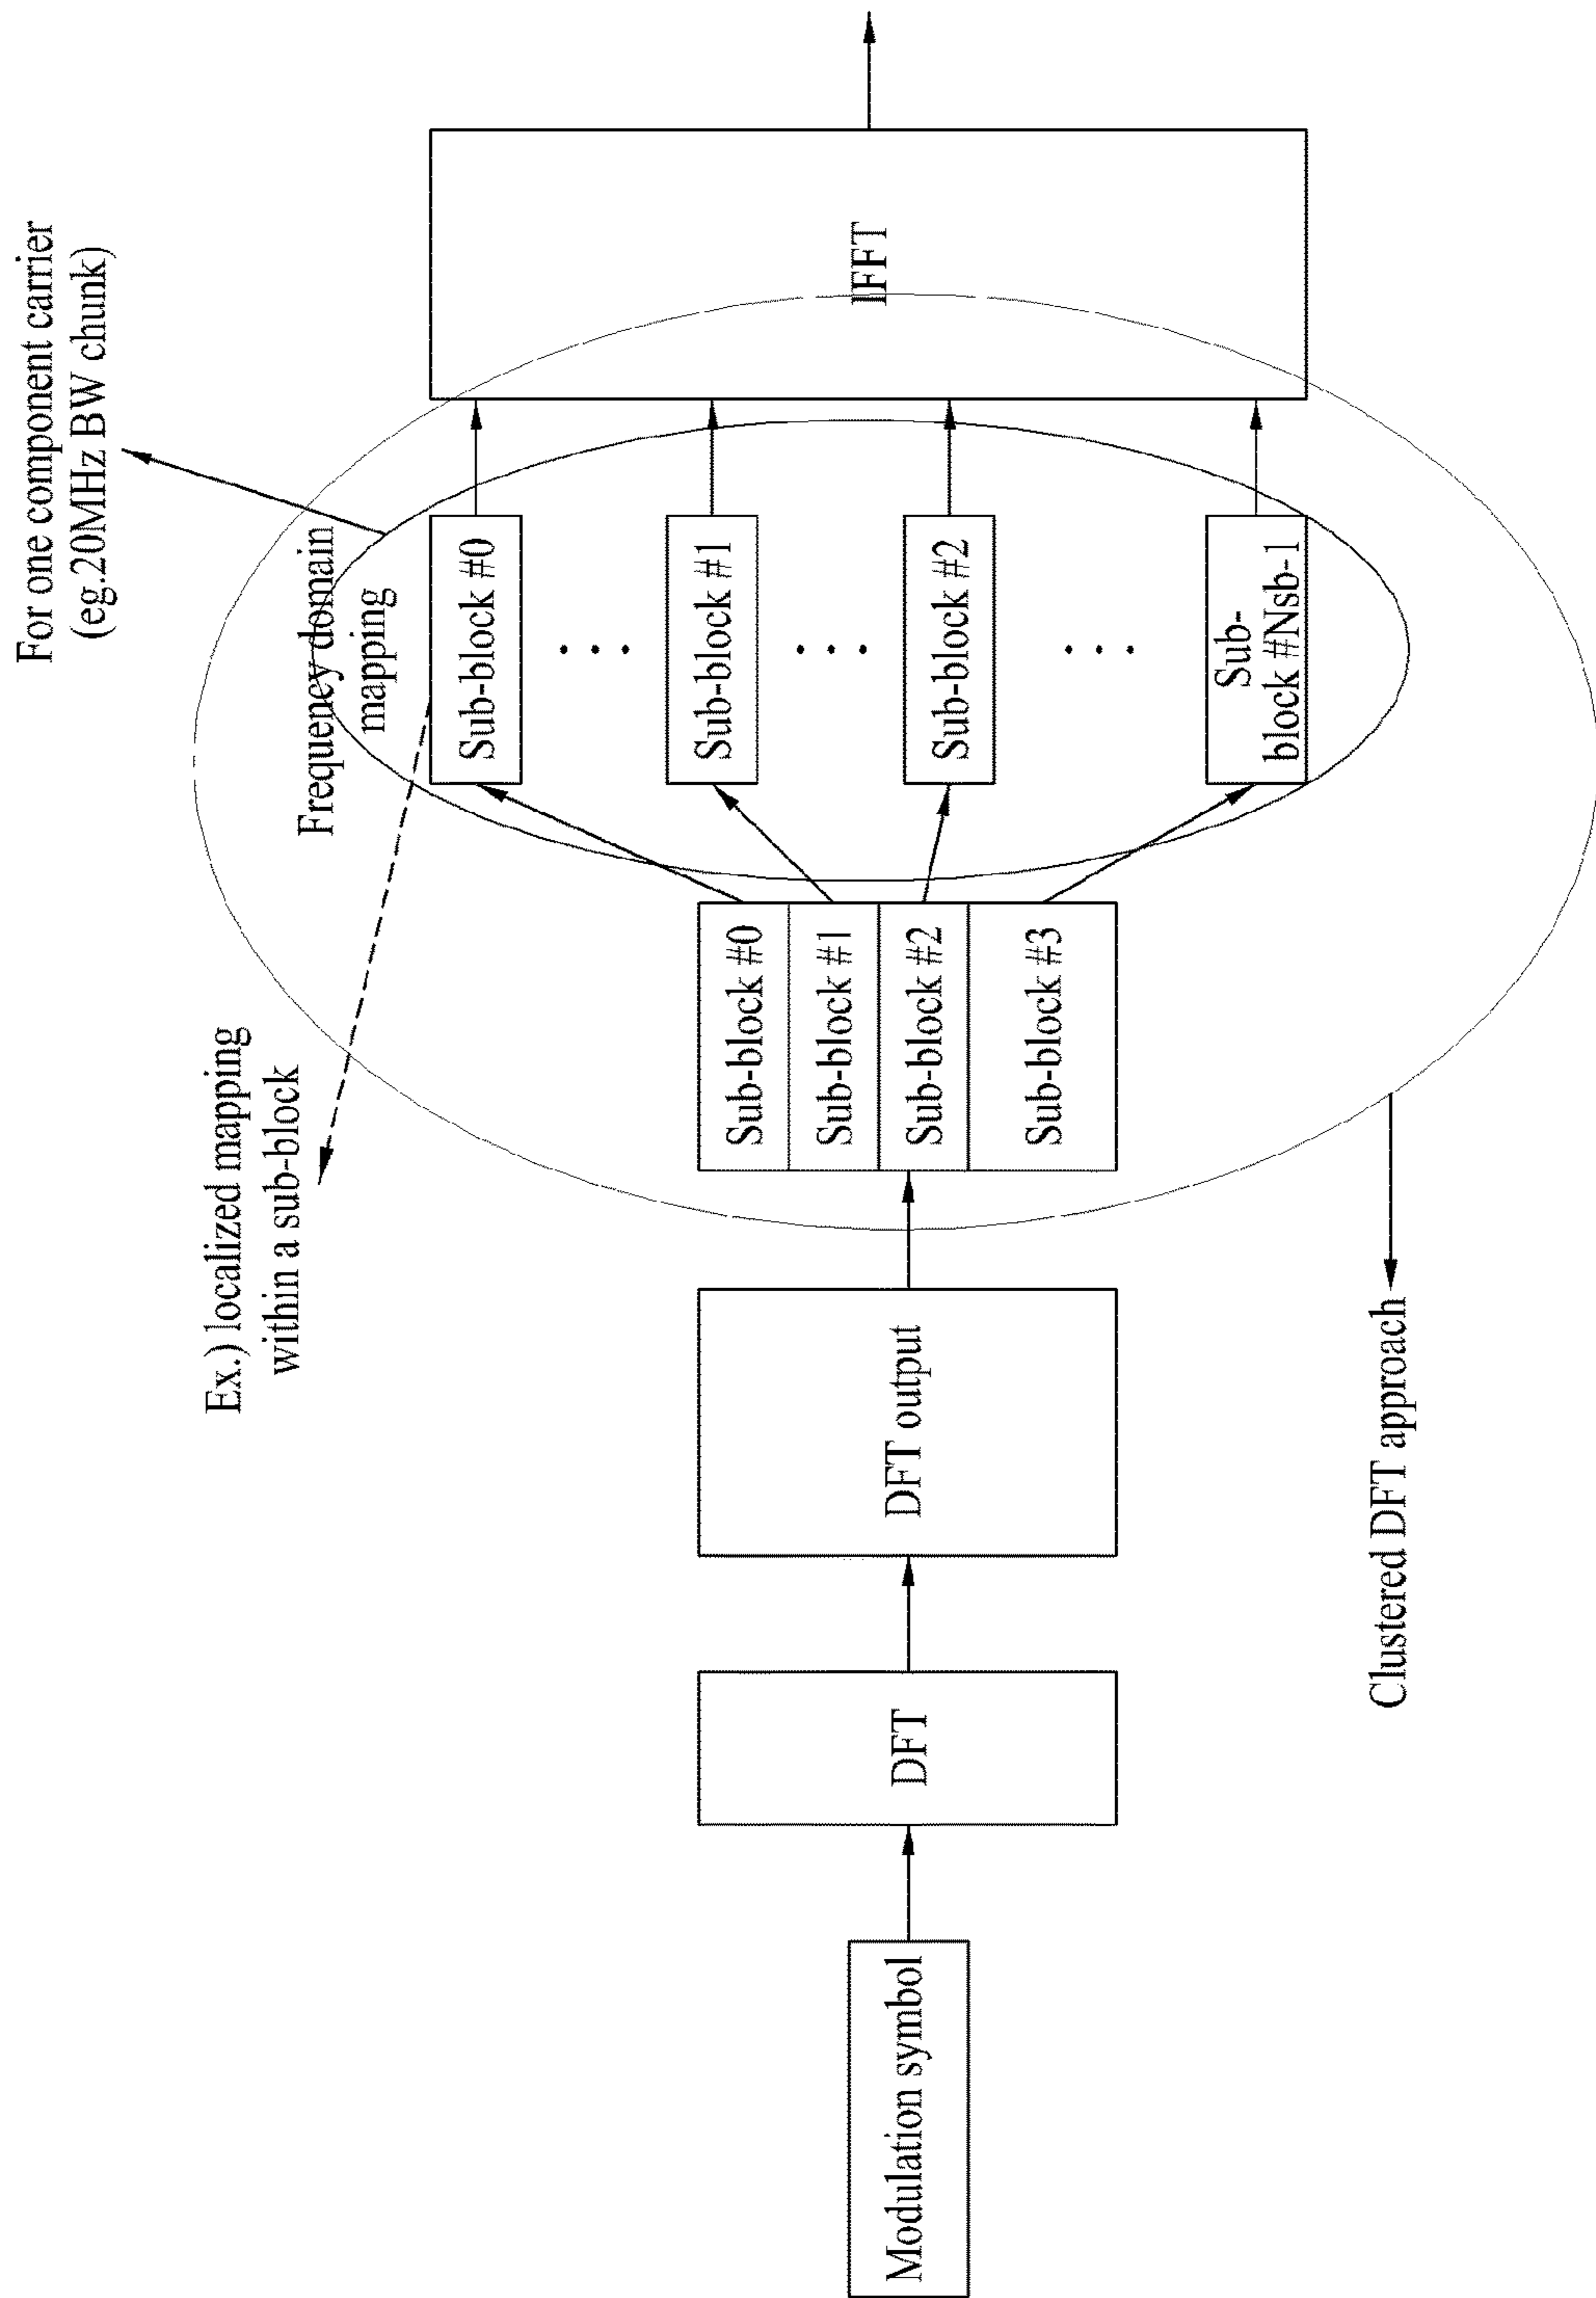 For one component carrier
(eg.20MHz BW chunk)
Ex.) localized mapping
within a sub-block
Frequency domain
mapping
Modulation symbol
DFT
DFT output
Sub-block #0
Sub-block #1
Sub-block #2
Sub-block #3
Sub-block #0
Sub-block #1
Sub-block #2
Sub-
block #Nsb-1
IFFT
Clustered DFT approach